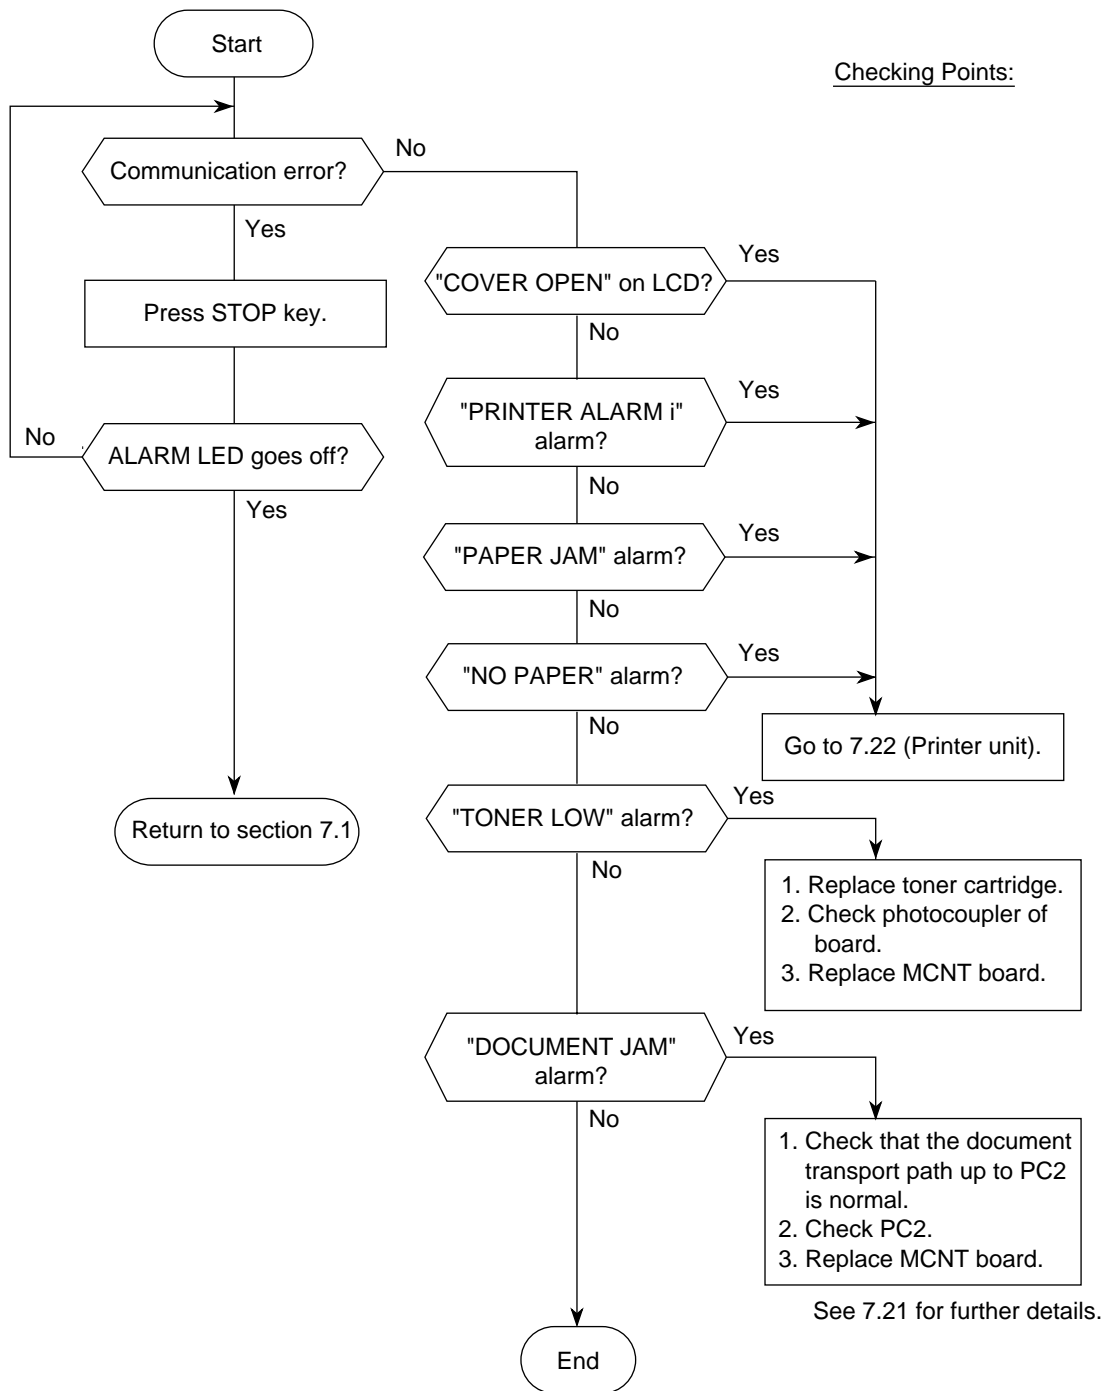 Start
Checking Points:
Communication error?
No
Yes
Press STOP key.
No
ALARM LED goes off?
Yes
Return to section 7.1
"COVER OPEN" on LCD?
Yes
No
"PRINTER ALARM i"
alarm?
Yes
No
"PAPER JAM" alarm?
Yes
No
"NO PAPER" alarm?
Yes
No
Go to 7.22 (Printer unit).
"TONER LOW" alarm?
Yes
No
1. Replace toner cartridge.
2. Check photocoupler of
board.
3. Replace MCNT board.
"DOCUMENT JAM"
alarm?
Yes
No
1. Check that the document
transport path up to PC2
is normal.
2. Check PC2.
3. Replace MCNT board.
See 7.21 for further details.
End